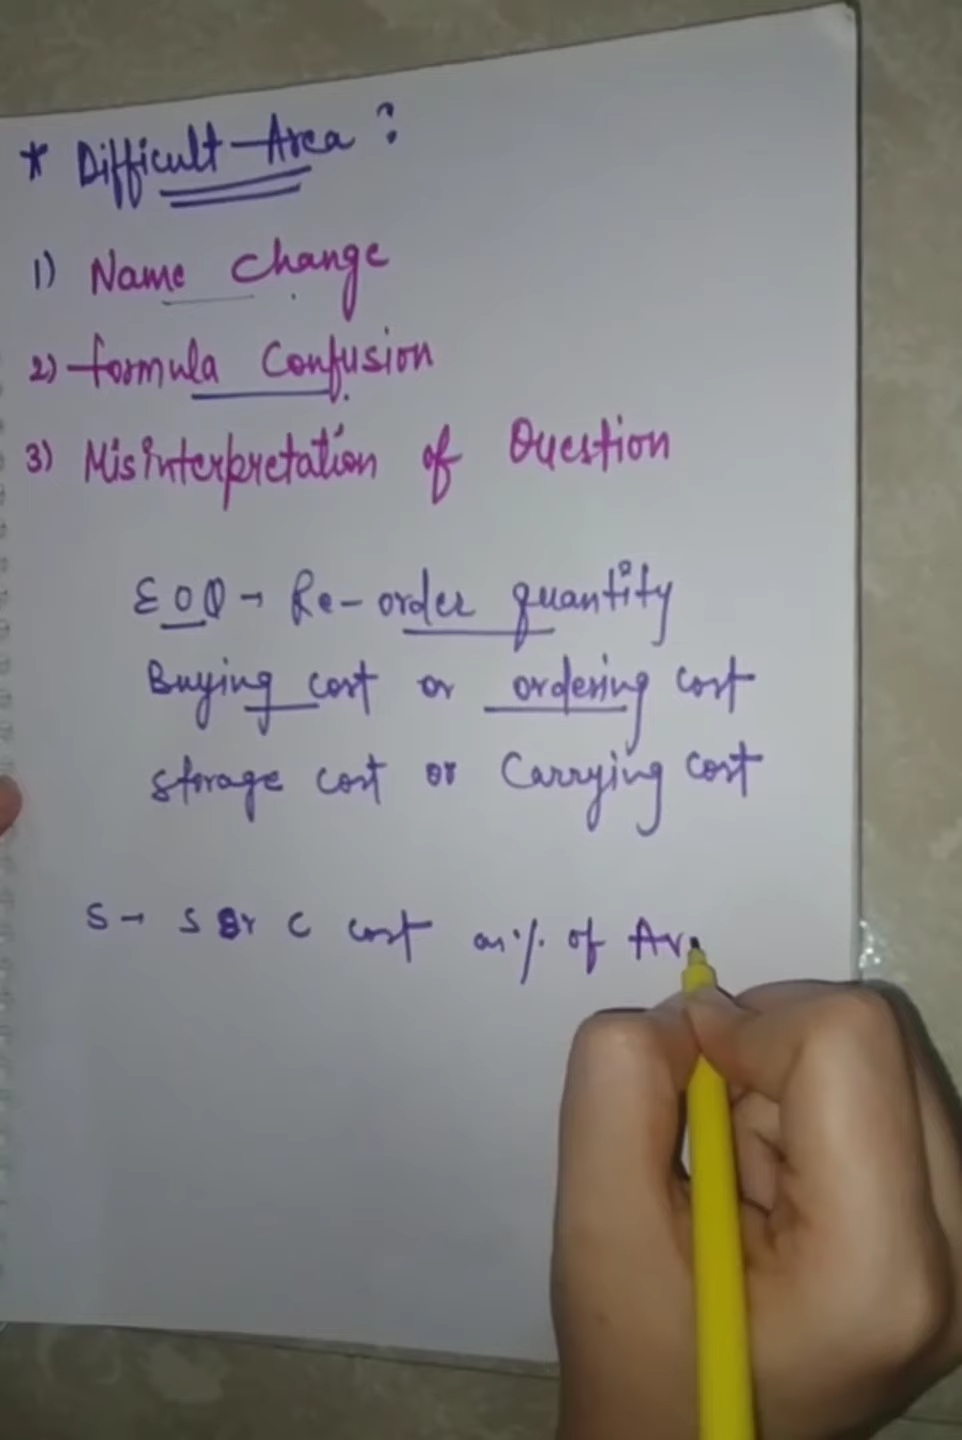 * Difficult Area :
1) Name Change
2) formula Confusion
3) Misinterpretation of Question
EOQ → Re-order quantity
Buying cost or ordering cost
Storage cost or Carrying cost
S → S or C cost as % of Av